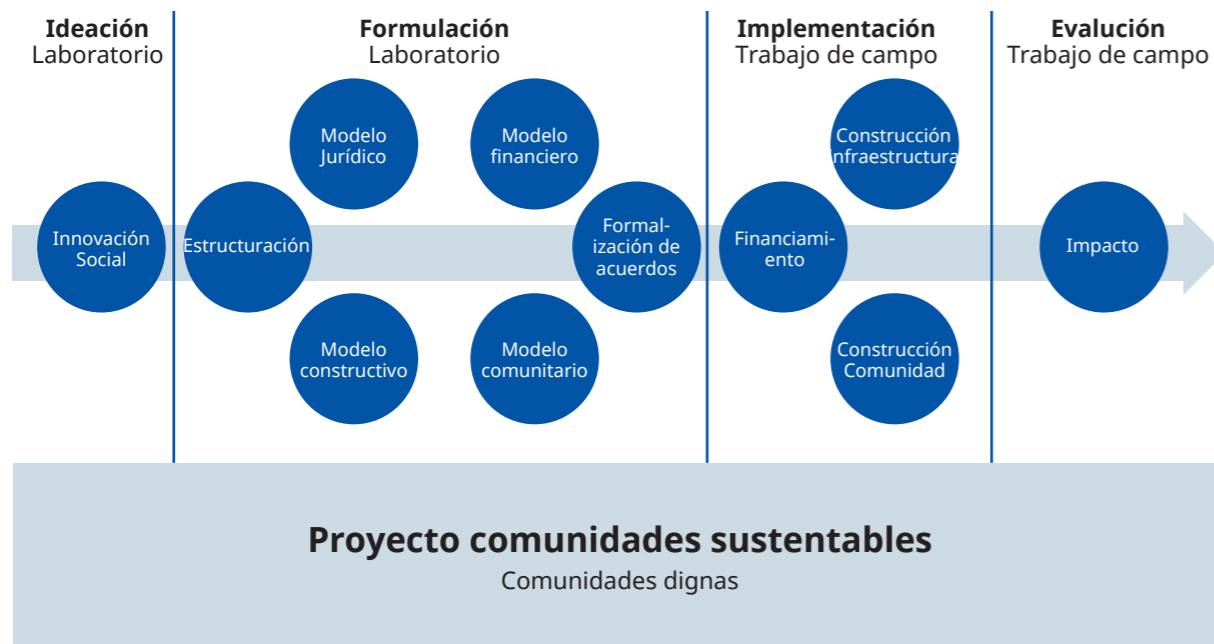 Ideación
Laboratorio
Formulación
Laboratorio
Implementación
Trabajo de campo
Evalución
Trabajo de campo
Innovación
Social
Estructuración
Modelo
Jurídico
Modelo
financiero
Modelo
constructivo
Modelo
comunitario
Formal-
ización de
acuerdos
Financiami-
ento
Construcción
infraestructura
Construcción
Comunidad
Impacto
Proyecto comunidades sustentables
Comunidades dignas